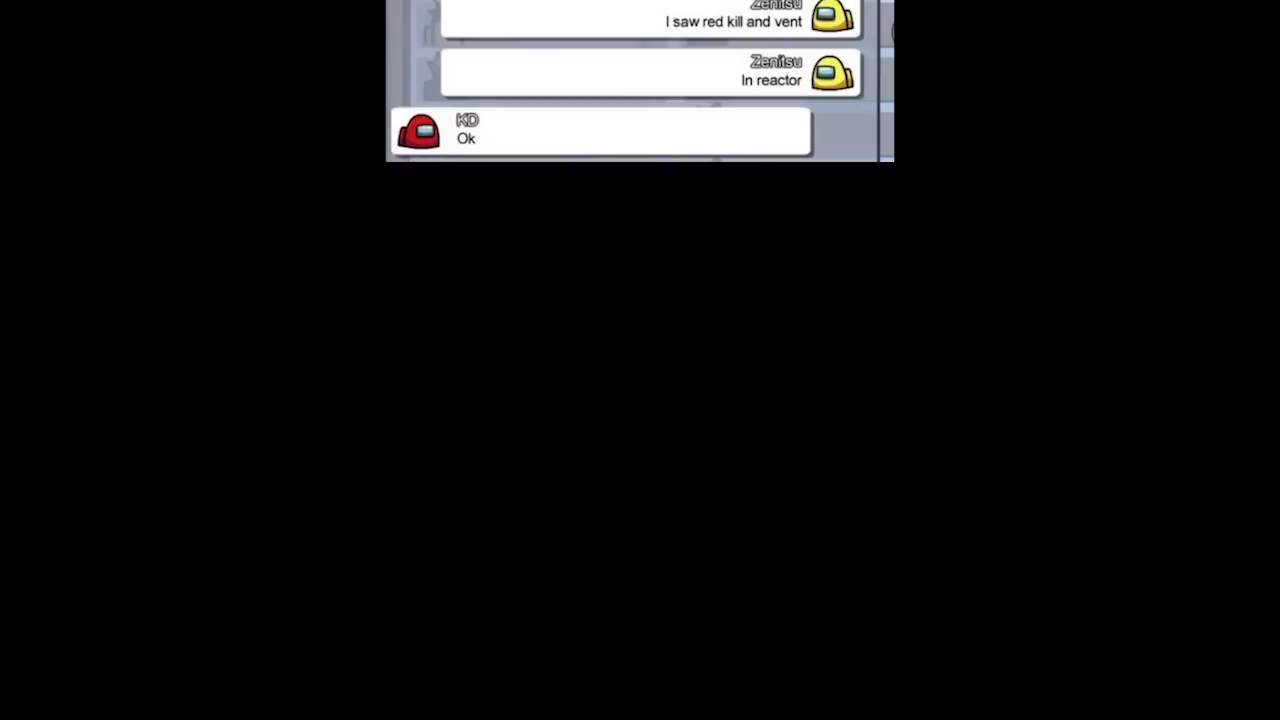 Zenitsu
I saw red kill and vent
Zenitsu
In reactor
KD
Ok